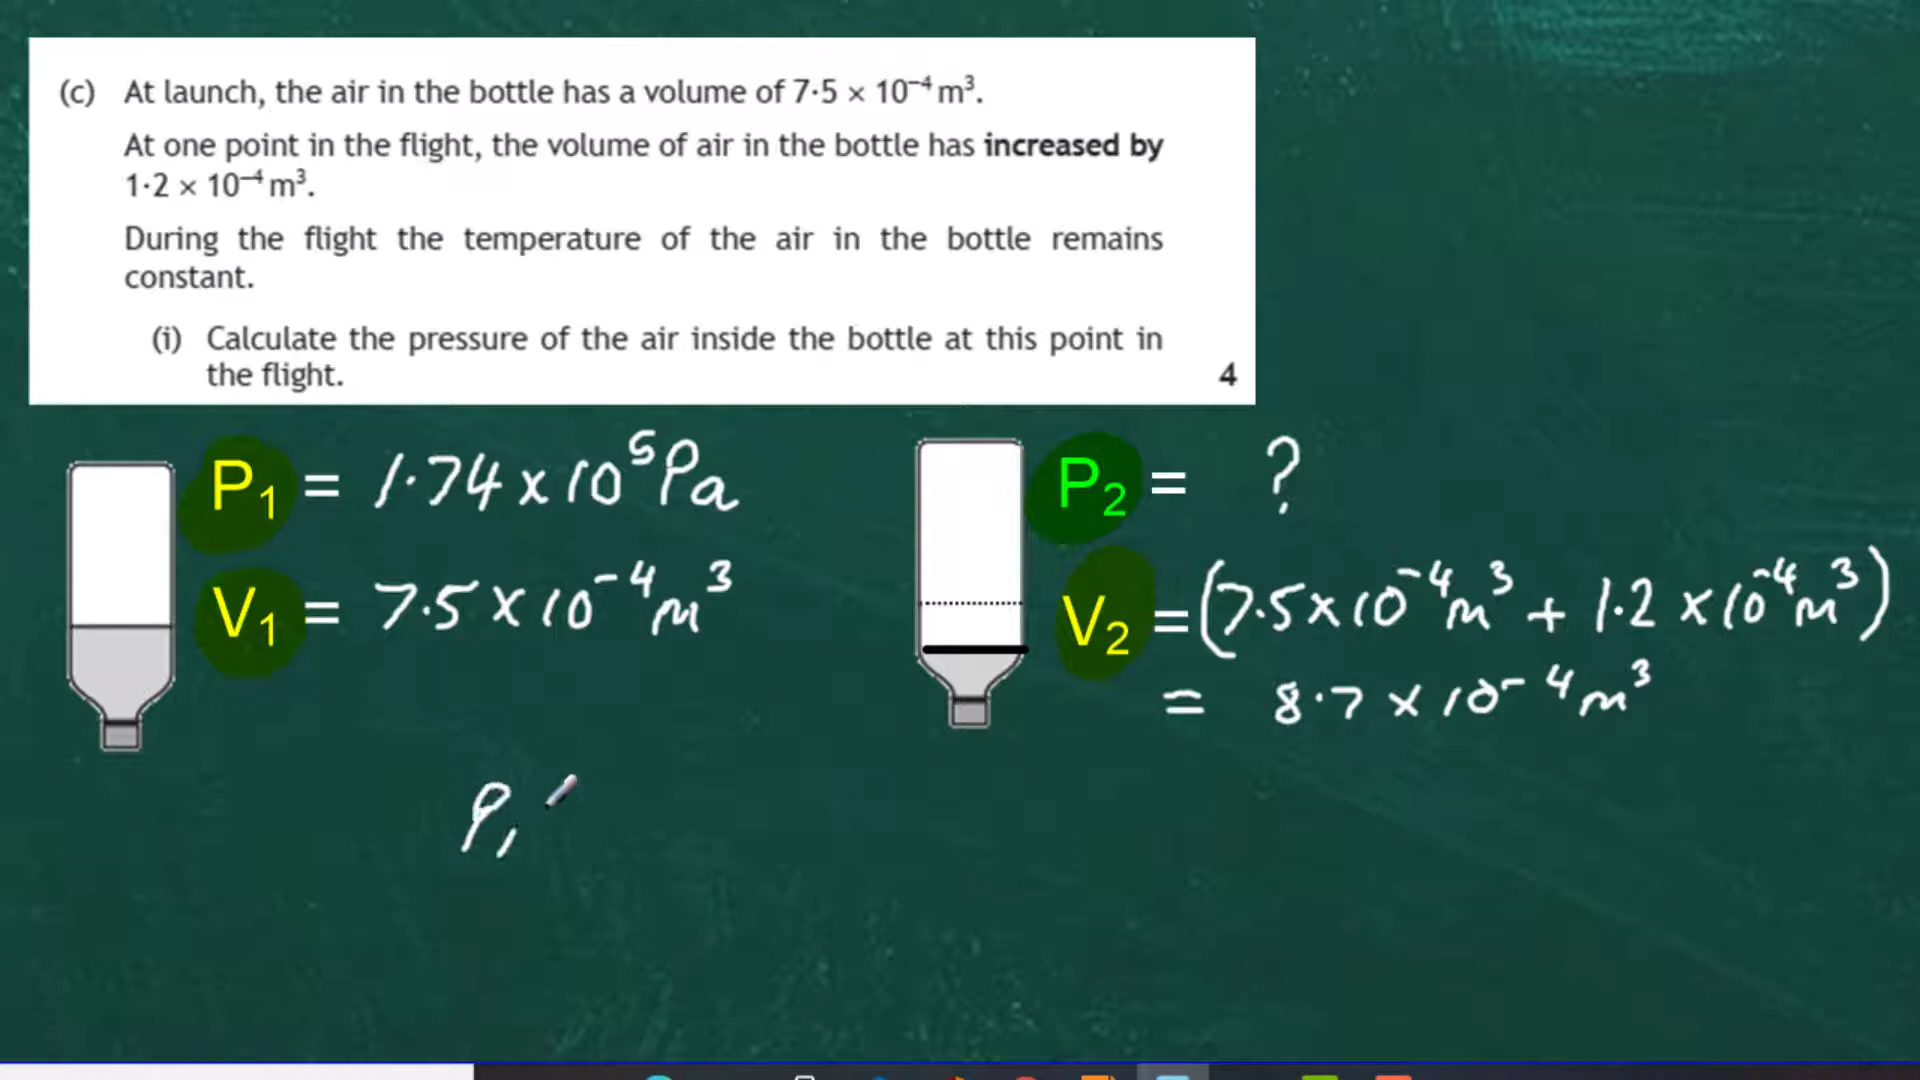 (c) At launch, the air in the bottle has a volume of 7·5 × 10⁻⁴ m³.
At one point in the flight, the volume of air in the bottle has increased by
1·2 × 10⁻⁴ m³.
During the flight the temperature of the air in the bottle remains
constant.
(i) Calculate the pressure of the air inside the bottle at this point in
the flight. 4
P₁ = 1·74 × 10⁵ Pa
V₁ = 7·5 × 10⁻⁴ m³
P₂ = ?
V₂ = (7·5 × 10⁻⁴ m³ + 1·2 × 10⁻⁴ m³)
= 8·7 × 10⁻⁴ m³
P₁